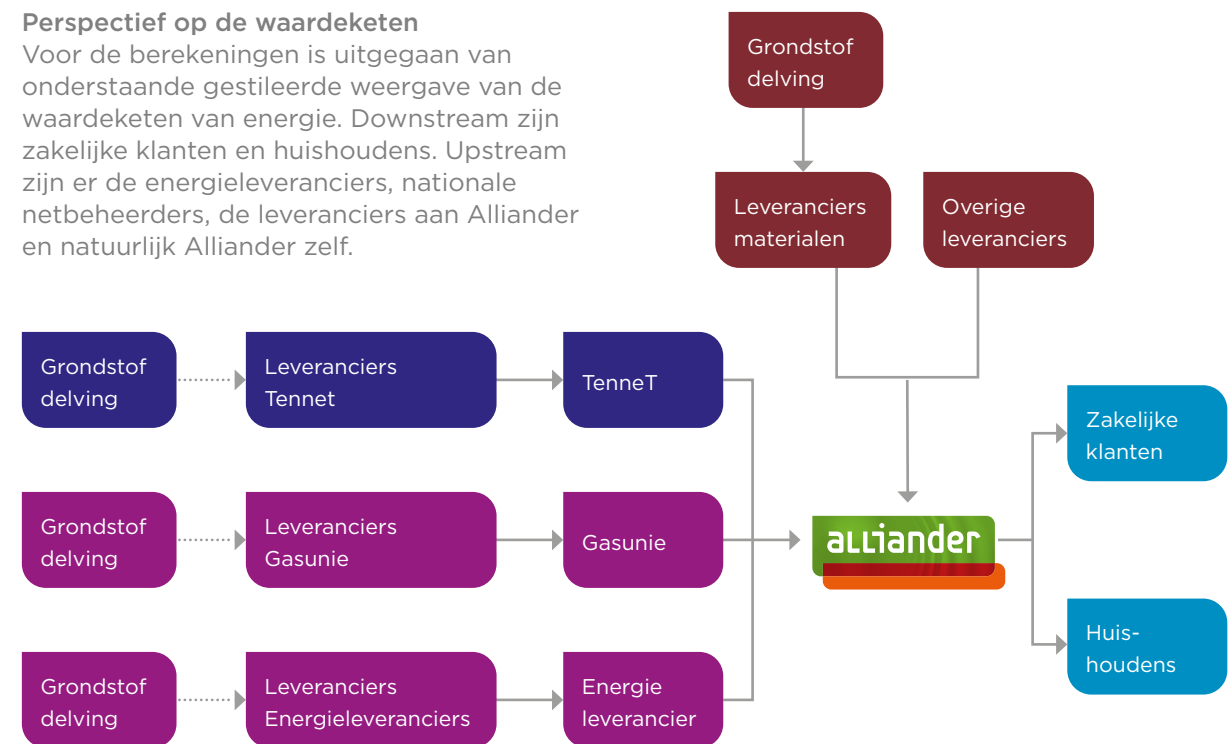 Perspectief op de waardeketen
Voor de berekeningen is uitgegaan van
onderstaande gestileerde weergave van de
waardeketen van energie. Downstream zijn
zakelijke klanten en huishoudens. Upstream
zijn er de energieleveranciers, nationale
netbeheerders, de leveranciers aan Alliander
en natuurlijk Alliander zelf.
Grondstof
delving
Leveranciers
materialen
Overige
leveranciers
Grondstof
delving
Leveranciers
Tennet
TenneT
Grondstof
delving
Leveranciers
Gasunie
Gasunie
Grondstof
delving
Leveranciers
Energieleveranciers
Energie
leverancier
alliander
Zakelijke
klanten
Huis-
houdens